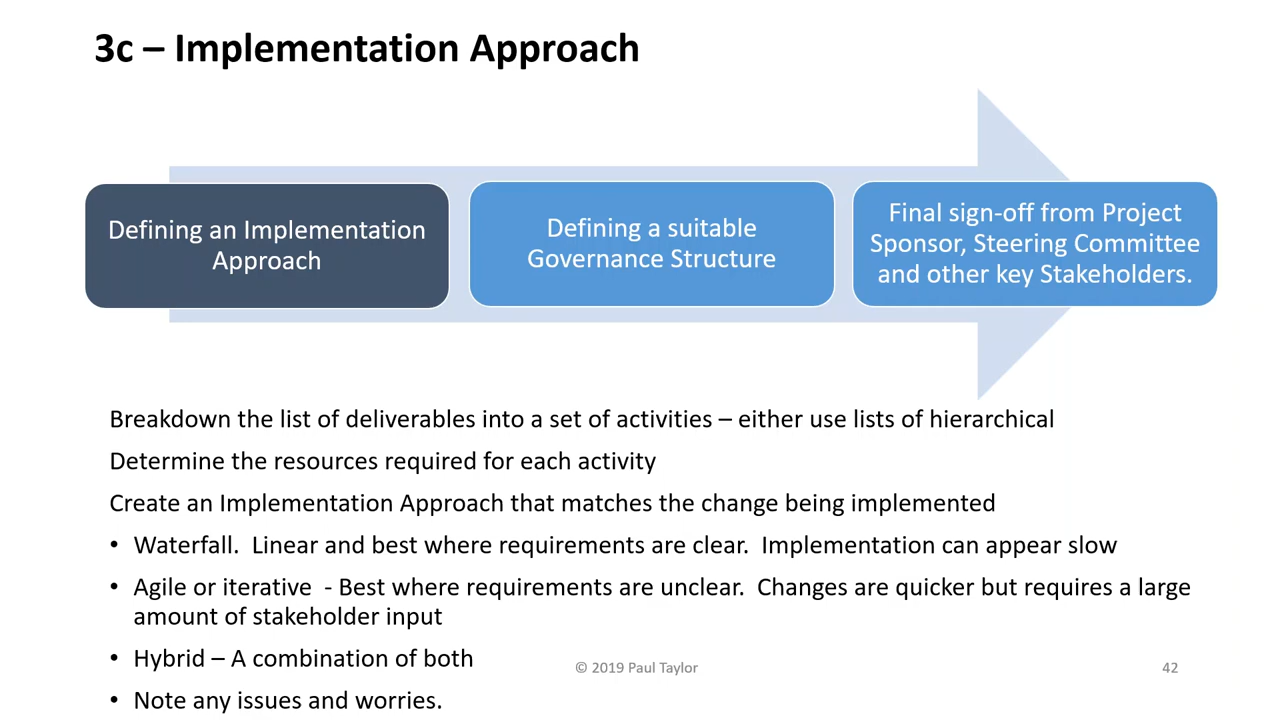 3c – Implementation Approach
Defining an Implementation
Approach
Defining a suitable
Governance Structure
Final sign-off from Project
Sponsor, Steering Committee
and other key Stakeholders.
Breakdown the list of deliverables into a set of activities – either use lists of hierarchical
Determine the resources required for each activity
Create an Implementation Approach that matches the change being implemented
• Waterfall.  Linear and best where requirements are clear.  Implementation can appear slow
• Agile or iterative  - Best where requirements are unclear.  Changes are quicker but requires a large
amount of stakeholder input
• Hybrid – A combination of both
• Note any issues and worries.
© 2019 Paul Taylor
42